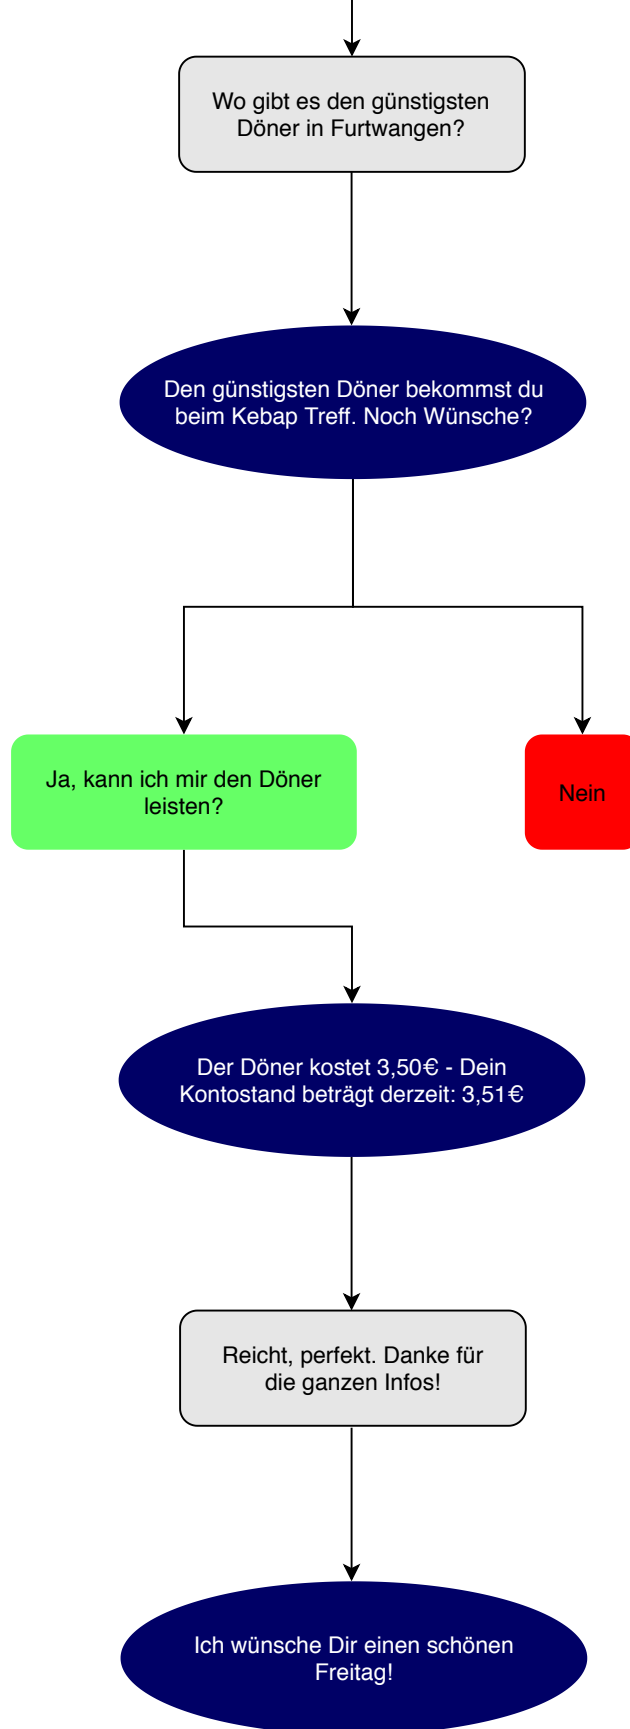 Wo gibt es den günstigsten
Döner in Furtwangen?
Den günstigsten Döner bekommst du
beim Kebap Treff. Noch Wünsche?
Ja, kann ich mir den Döner
leisten?
Nein
Der Döner kostet 3,50€ - Dein
Kontostand beträgt derzeit: 3,51€
Reicht, perfekt. Danke für
die ganzen Infos!
Ich wünsche Dir einen schönen
Freitag!